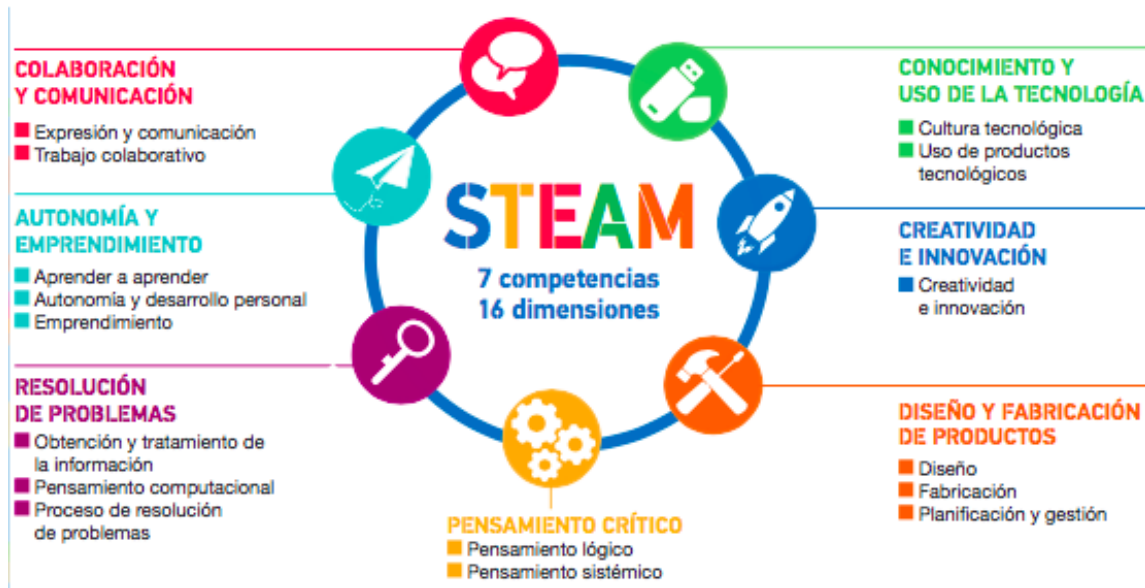 COLABORACIÓN
Y COMUNICACIÓN
Expresión y comunicación
Trabajo colaborativo
AUTONOMÍA Y
EMPRENDIMIENTO
Aprender a aprender
Autonomía y desarrollo personal
Emprendimiento
RESOLUCIÓN
DE PROBLEMAS
Obtención y tratamiento de
la información
Pensamiento computacional
Proceso de resolución
de problemas
STEAM
7 competencias
16 dimensiones
PENSAMIENTO CRÍTICO
Pensamiento lógico
Pensamiento sistémico
CONOCIMIENTO Y
USO DE LA TECNOLOGÍA
Cultura tecnológica
Uso de productos
tecnológicos
CREATIVIDAD
E INNOVACIÓN
Creatividad
e innovación
DISEÑO Y FABRICACIÓN
DE PRODUCTOS
Diseño
Fabricación
Planificación y gestión